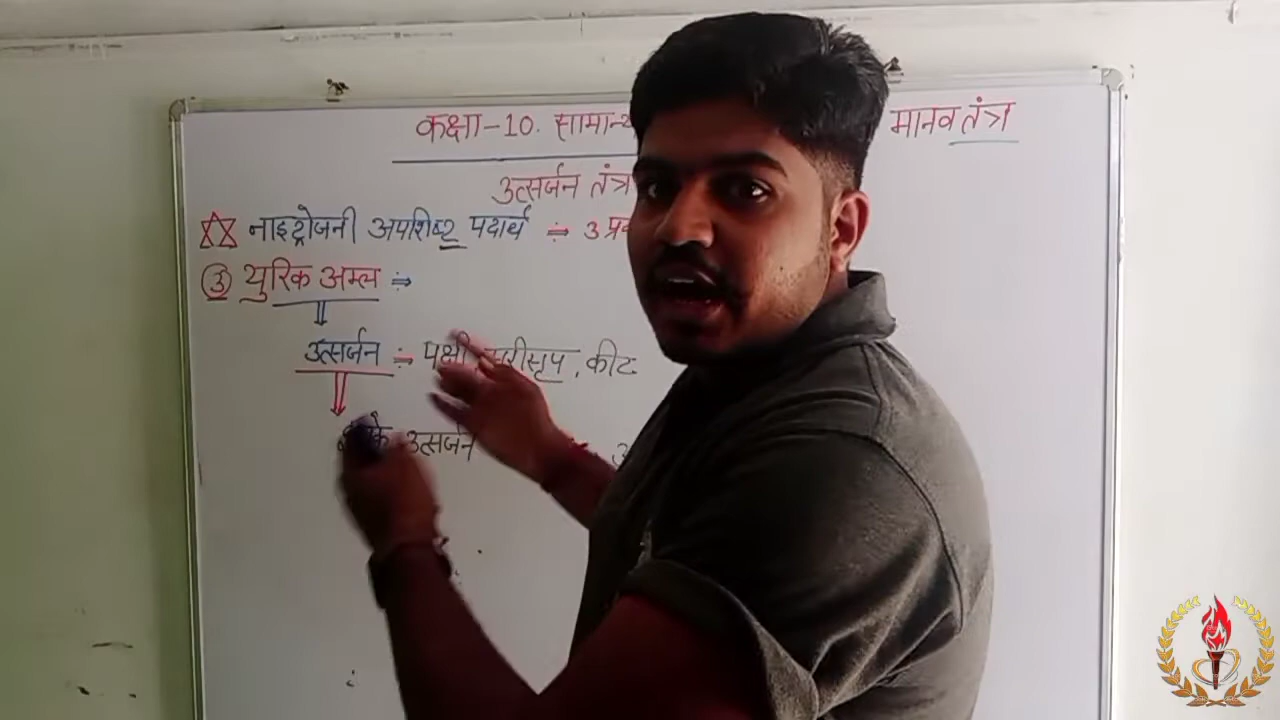 कक्षा-10. सामान्य मानव तंत्र
उत्सर्जन तंत्र
नाइट्रोजनी अपशिष्ट पदार्थ ÷ 3 प्र
③ युरिक अम्ल ÷
उत्सर्जन ÷ पक्षी, सरीसृप, कीट
उत्सर्जन